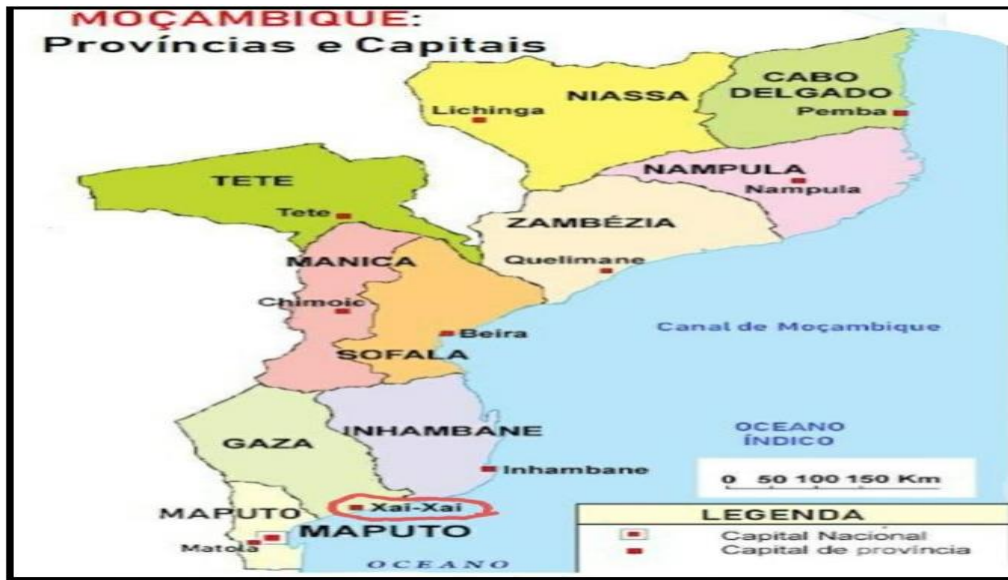 MOÇAMBIQUE:
Províncias e Capitais
CABO
DELGADO
NIASSA
Lichinga
Pemba
NAMPULA
Nampula
TETE
Tete
ZAMBÉZIA
Quelimane
MANICA
Chimoio
Canal de Moçambique
Beira
SOFALA
OCEANO
ÍNDICO
INHAMBANE
GAZA
Inhambane
0 50 100 150 Km
Xai-Xai
MAPUTO
MAPUTO
Matola
LEGENDA
Capital Nacional
Capital de província
OCEANO